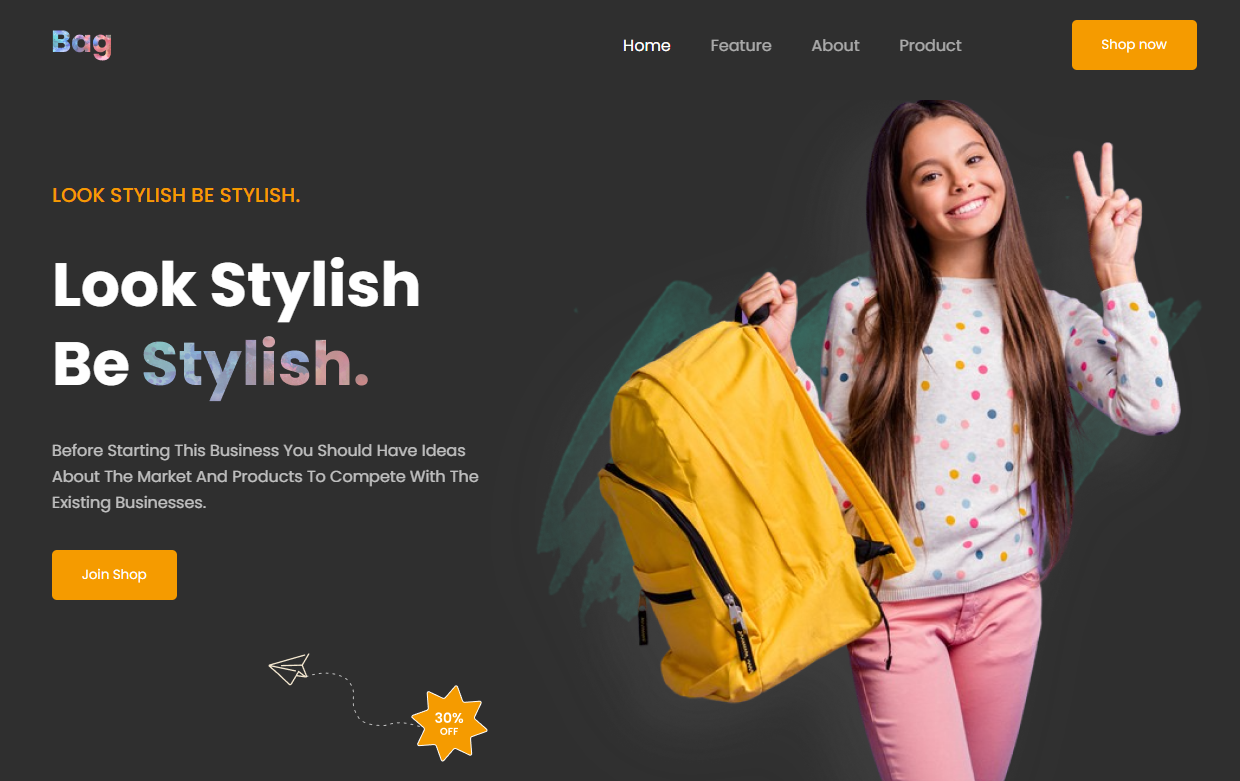 Bag
Home Feature About Product
Shop now
LOOK STYLISH BE STYLISH.
Look Stylish
Be Stylish.
Before Starting This Business You Should Have Ideas
About The Market And Products To Compete With The
Existing Businesses.
Join Shop
30%
OFF